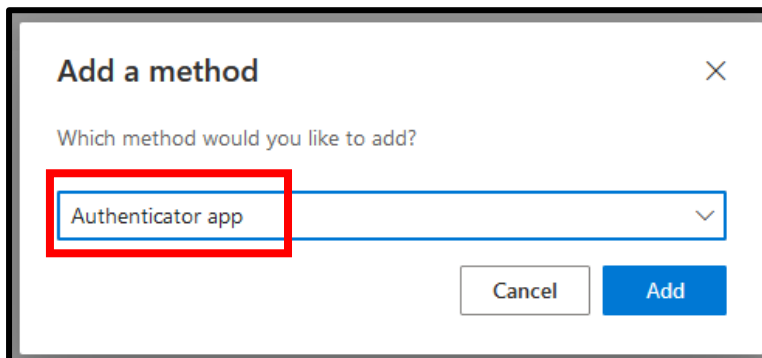 Add a method
Which method would you like to add?
Authenticator app
Cancel
Add